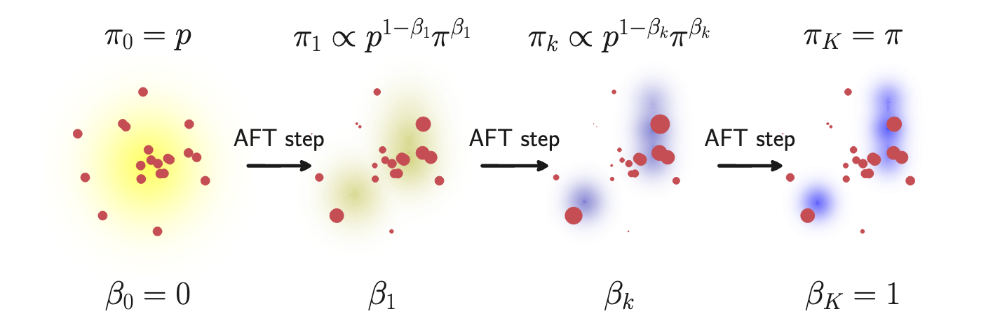 π₀ = p
π₁ ∝ p^{1−β₁}π^{β₁}
π_k ∝ p^{1−β_k}π^{β_k}
π_K = π
AFT step
AFT step
AFT step
β₀ = 0
β₁
β_k
β_K = 1